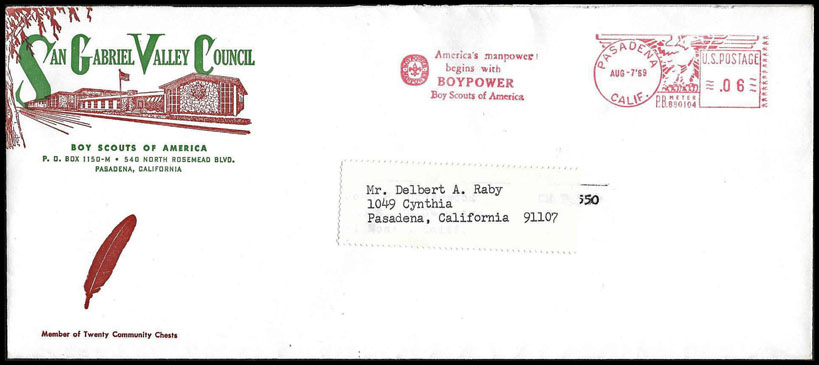 SAN GABRIEL VALLEY COUNCIL
BOY SCOUTS OF AMERICA
P. O. BOX 1150-M • 540 NORTH ROSEMEAD BLVD.
PASADENA, CALIFORNIA
America's manpower
begins with
BOYPOWER
Boy Scouts of America
PASADENA
AUG-7'69
CALIF.
U.S. POSTAGE
.06
P.B. METER
890104
Mr. Delbert A. Raby
1049 Cynthia
Pasadena, California 91107
550
Member of Twenty Community Chests